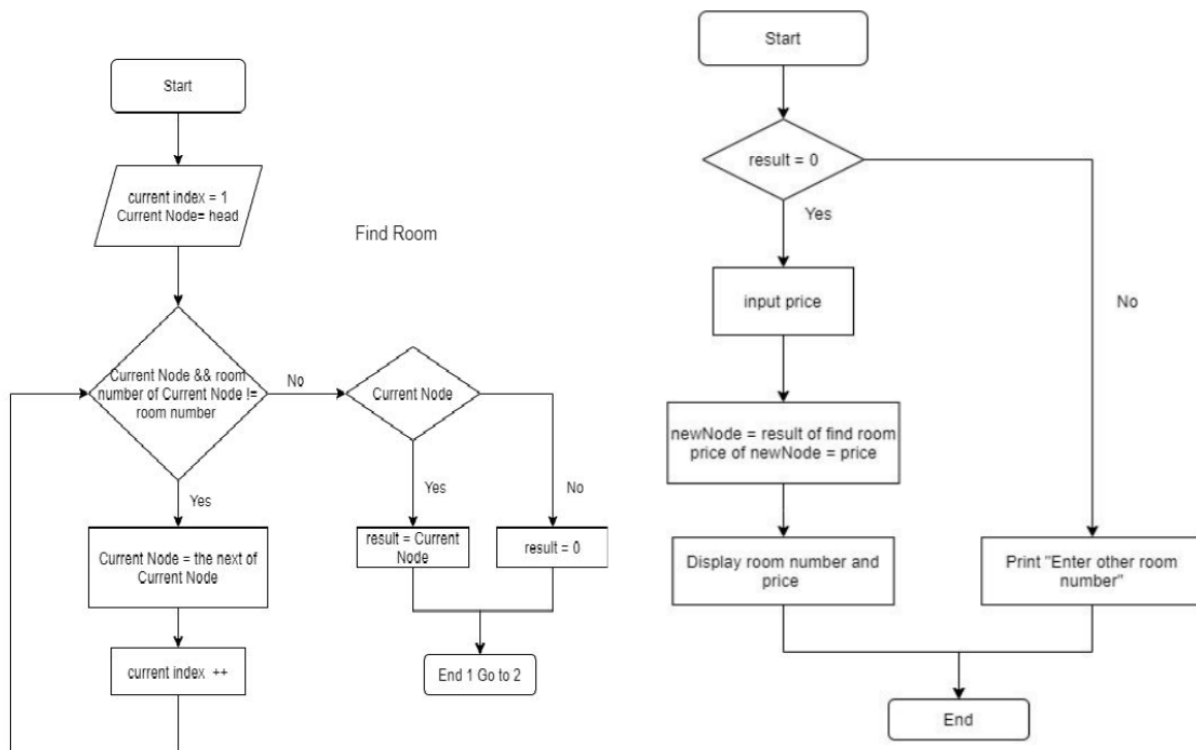 Start
current index = 1
Current Node= head
Find Room
Current Node && room
number of Current Node !=
room number
No
Current Node
Yes
Yes
No
Current Node = the next of
Current Node
result = Current
Node
result = 0
current index ++
End 1 Go to 2
Start
result = 0
Yes
No
input price
newNode = result of find room
price of newNode = price
Display room number and
price
Print "Enter other room
number"
End